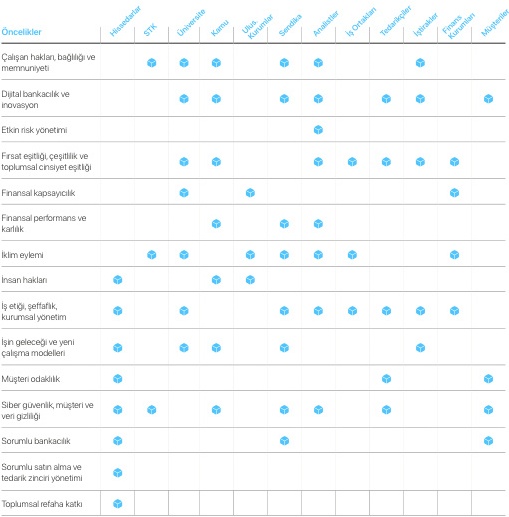 Öncelikler
Hissedarlar
STK
Üniversite
Kamu
Ulus.
Kurumlar
Sendika
Analistler
İş Ortakları
Tedarikçiler
İştirakler
Finans
Kurumları
Müşteriler
Çalışan hakları, bağlılığı ve
memnuniyeti
Dijital bankacılık ve
inovasyon
Etkin risk yönetimi
Fırsat eşitliği, çeşitlilik ve
toplumsal cinsiyet eşitliği
Finansal kapsayıcılık
Finansal performans ve
karlılık
İklim eylemi
İnsan hakları
İş etiği, şeffaflık,
kurumsal yönetim
İşin geleceği ve yeni
çalışma modelleri
Müşteri odaklılık
Siber güvenlik, müşteri ve
veri gizliliği
Sorumlu bankacılık
Sorumlu satın alma ve
tedarik zinciri yönetimi
Toplumsal refaha katkı